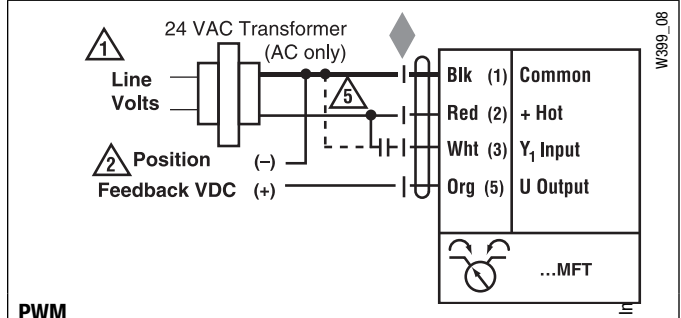 24 VAC Transformer
(AC only)
1
Line
Volts
5
2 Position (–)
Feedback VDC (+)
Blk (1) Common
Red (2) + Hot
Wht (3) Y1 Input
Org (5) U Output
...MFT
PWM
W399_08
In